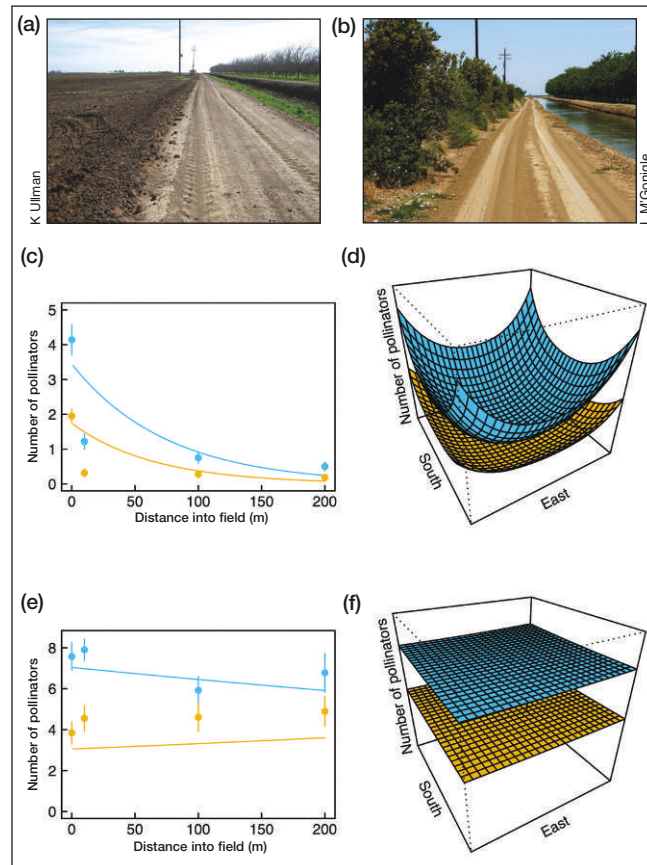 (a)
(b)
K Ullman
L M'Gonigle
(c)
(d)
Number of pollinators
5
4
3
2
1
0
0
50
100
150
200
Distance into field (m)
Number of pollinators
South
East
(e)
(f)
Number of pollinators
8
6
4
2
0
0
50
100
150
200
Distance into field (m)
Number of pollinators
South
East